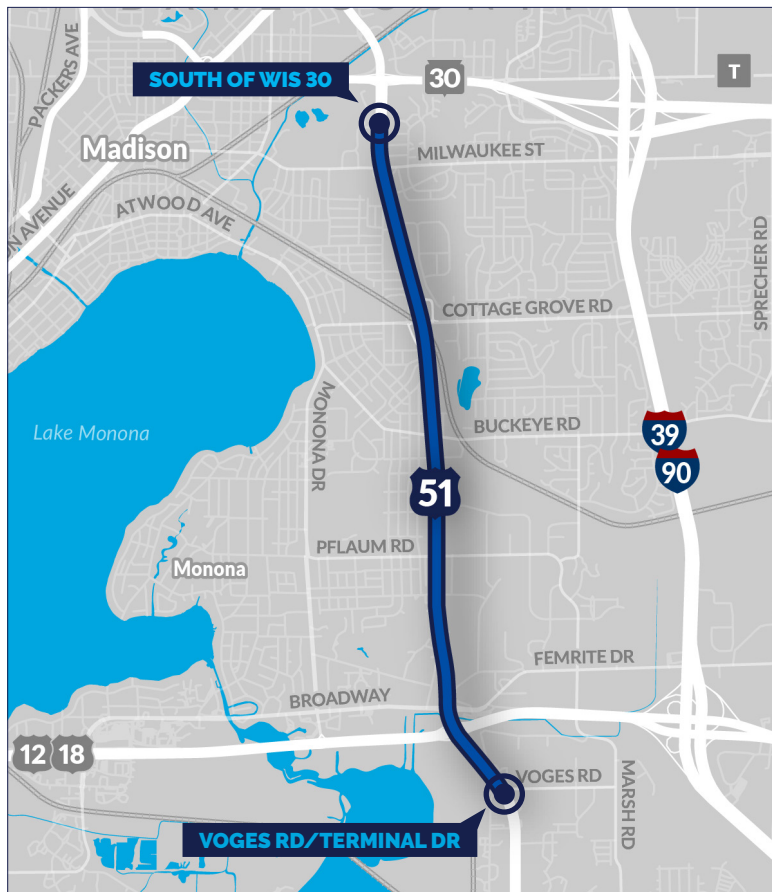 SOUTH OF WIS 30
30
T
PACKERS AVE
Madison
MILWAUKEE ST
ON AVENUE
ATWOOD AVE
SPRECHER RD
COTTAGE GROVE RD
Lake Monona
MONONA DR
BUCKEYE RD
39
90
51
PFLAUM RD
Monona
FEMRITE DR
BROADWAY
12 18
VOGES RD
MARSH RD
VOGES RD/TERMINAL DR